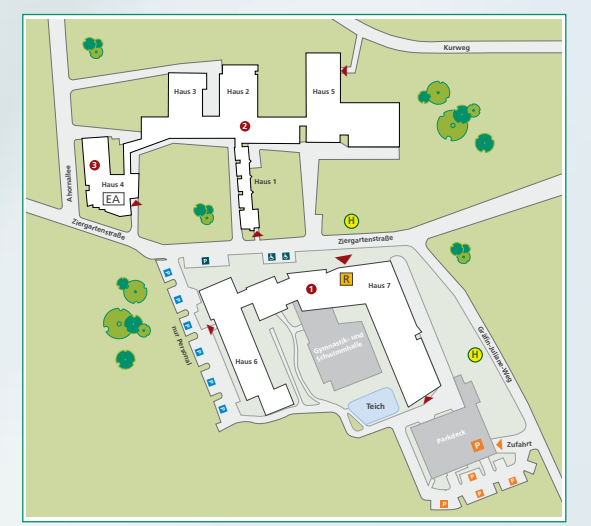 Kurweg
Haus 3
Haus 2
Haus 5
2
3
Haus 4
EA
Haus 1
Ahornallee
Ziergartenstraße
H
Ziergartenstraße
P
R
1
Haus 7
Gymnastik- und
Schwimmhalle
Haus 6
nur Personal
H
Gräfin-Juliane-Weg
Teich
Parkdeck
P
Zufahrt
P
P
P
P